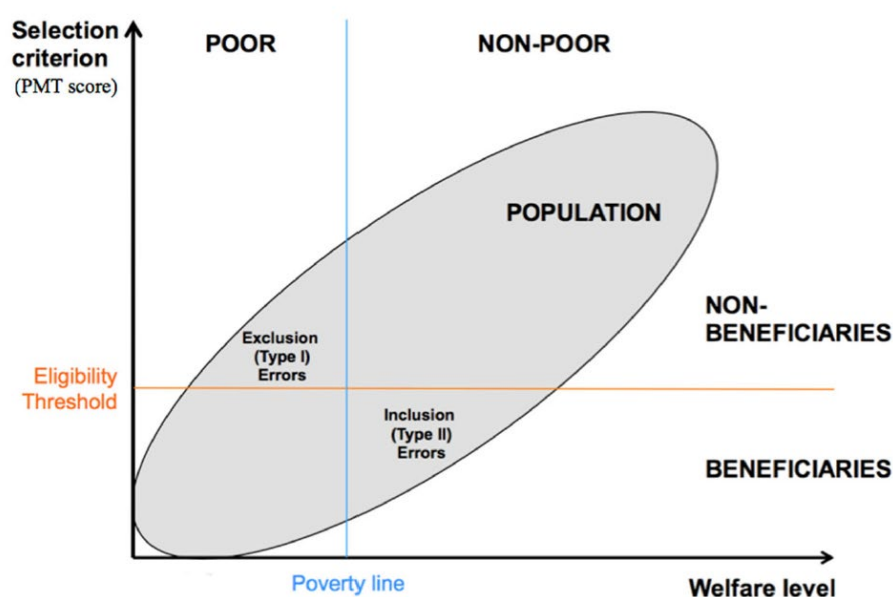 Selection
criterion
(PMT score)
POOR
NON-POOR
POPULATION
NON-
BENEFICIARIES
Exclusion
(Type I)
Errors
Eligibility
Threshold
Inclusion
(Type II)
Errors
BENEFICIARIES
Poverty line
Welfare level